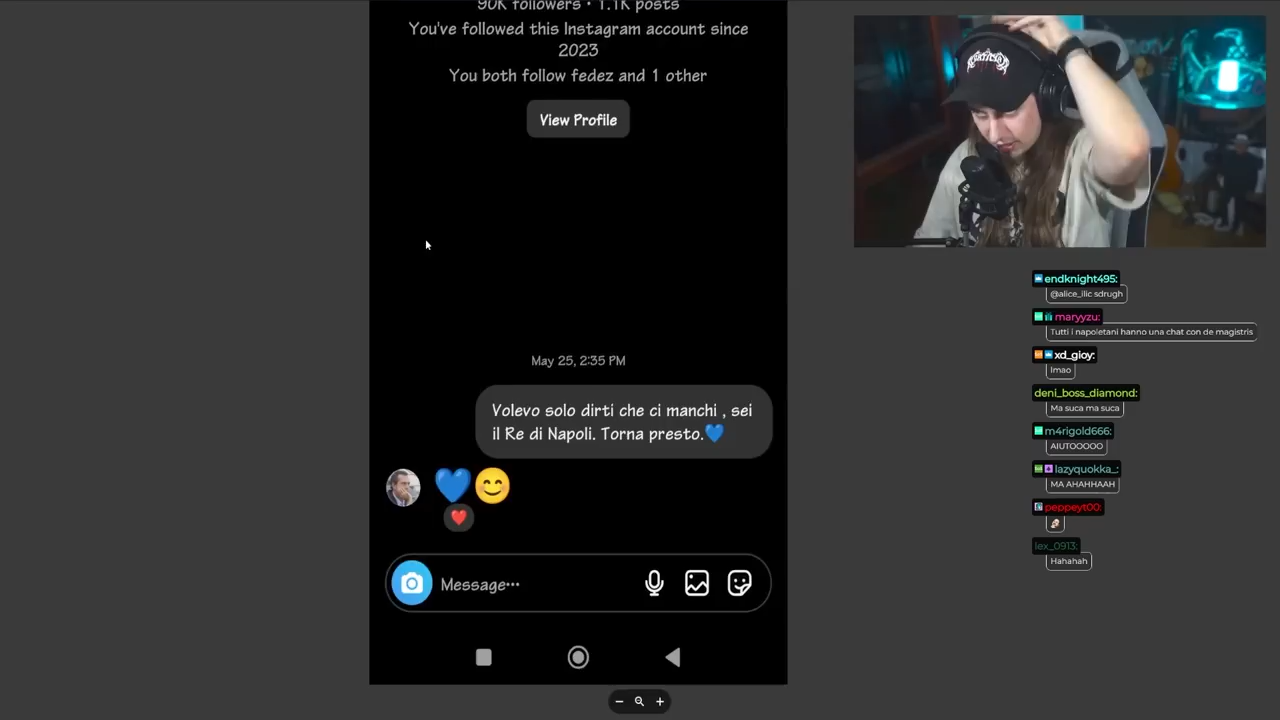 90K followers • 1.1K posts
You've followed this Instagram account since
2023
You both follow fedez and 1 other
View Profile
May 25, 2:35 PM
Volevo solo dirti che ci manchi , sei
il Re di Napoli. Torna presto.💙
💙😊
❤️
Message···
endknight495:
@alice_ilic sdrugh
maryyzu:
Tutti i napoletani hanno una chat con de magistris
xd_gioy:
lmao
deni_boss_diamond:
Ma suca ma suca
m4rigold666:
AIUTOOOOO
lazyquokka_:
MA AHAHHAAH
peppeyt00:
lex_0913:
Hahahah